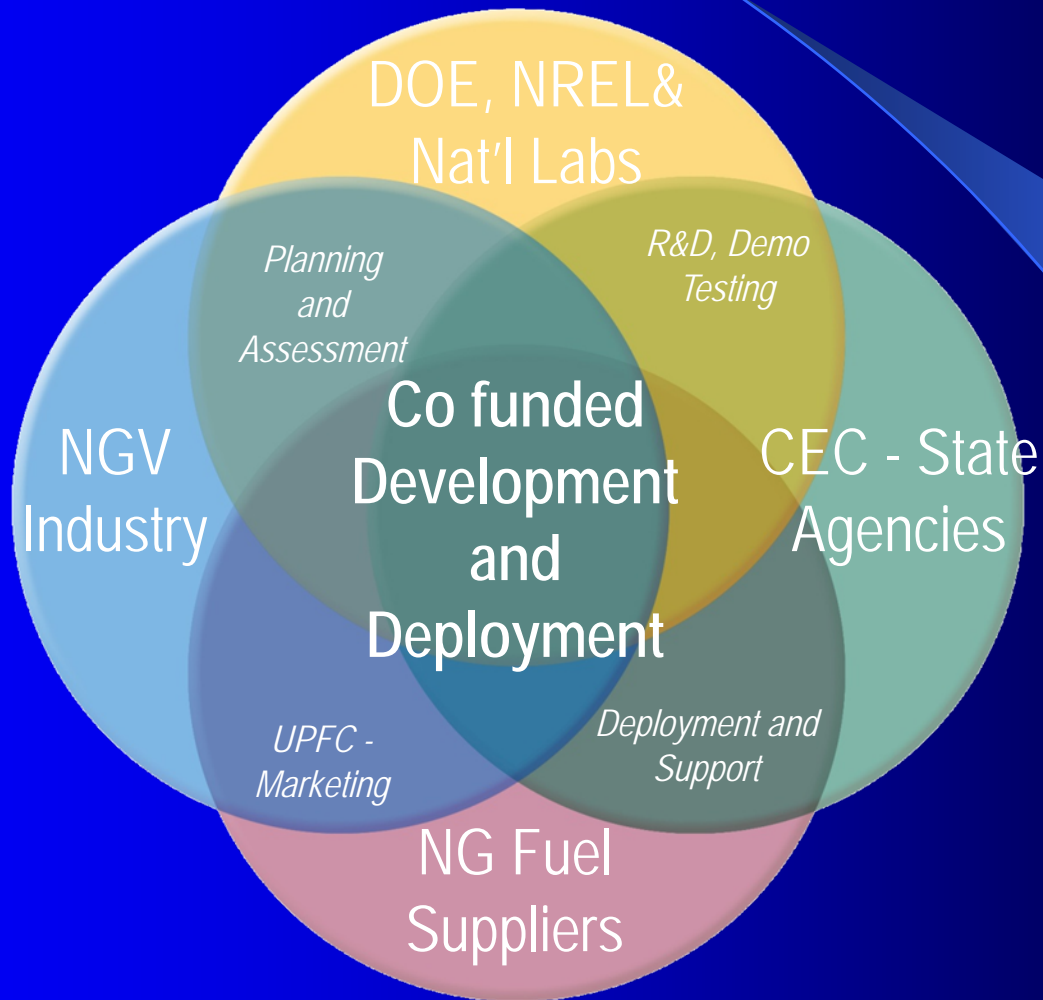 DOE, NREL&
Nat'l Labs
Planning
and
Assessment
R&D, Demo
Testing
NGV
Industry
Co funded
Development
and
Deployment
CEC - State
Agencies
UPFC -
Marketing
Deployment and
Support
NG Fuel
Suppliers